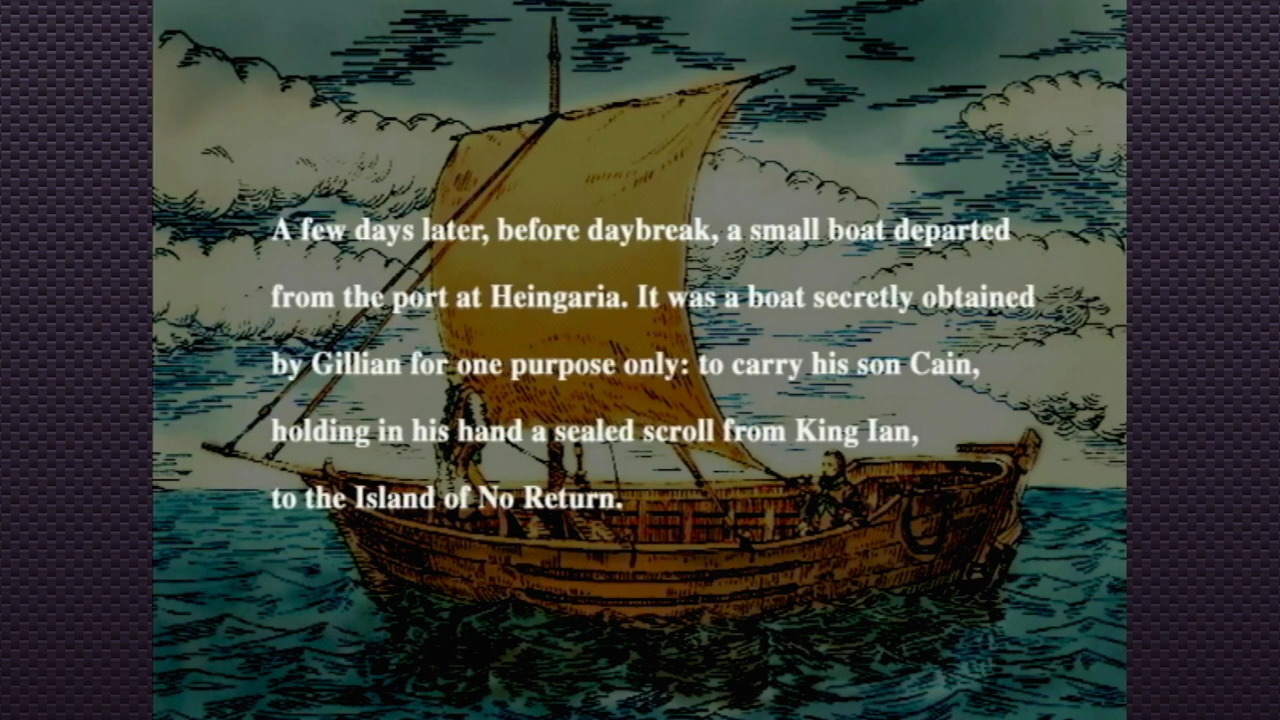 A few days later, before daybreak, a small boat departed
from the port at Heingaria. It was a boat secretly obtained
by Gillian for one purpose only: to carry his son Cain,
holding in his hand a sealed scroll from King Ian,
to the Island of No Return.